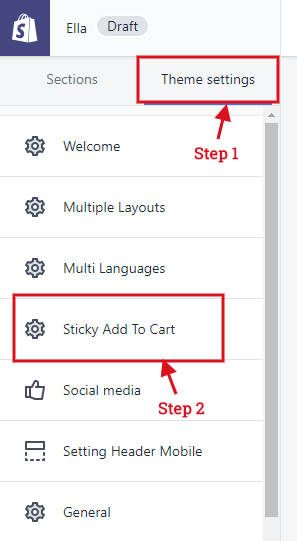 Ella Draft
Sections Theme settings
Step 1
Welcome
Multiple Layouts
Multi Languages
Sticky Add To Cart
Social media
Step 2
Setting Header Mobile
General